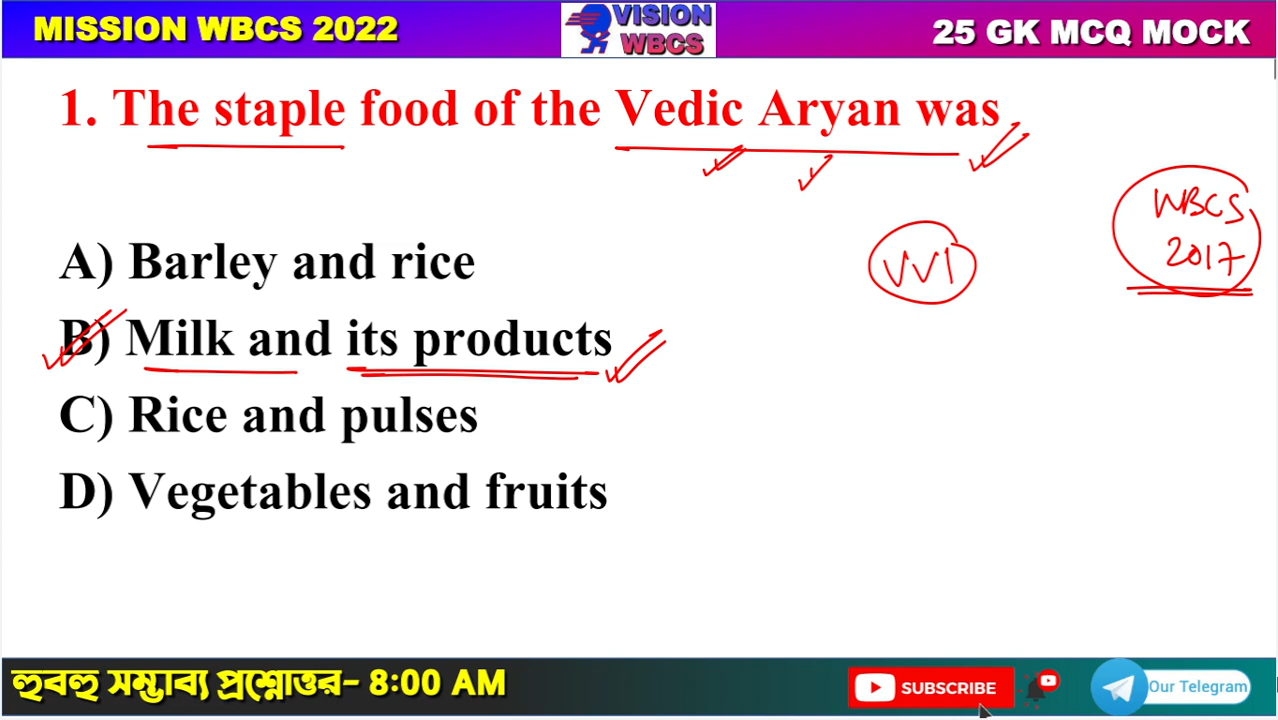 MISSION WBCS 2022
VISION
WBCS
25 GK MCQ MOCK
1. The staple food of the Vedic Aryan was
WBCS
2017
VVI
A) Barley and rice
B) Milk and its products
C) Rice and pulses
D) Vegetables and fruits
হুবহু সম্ভাব্য প্রশ্নোত্তর- 8:00 AM
SUBSCRIBE
Our Telegram